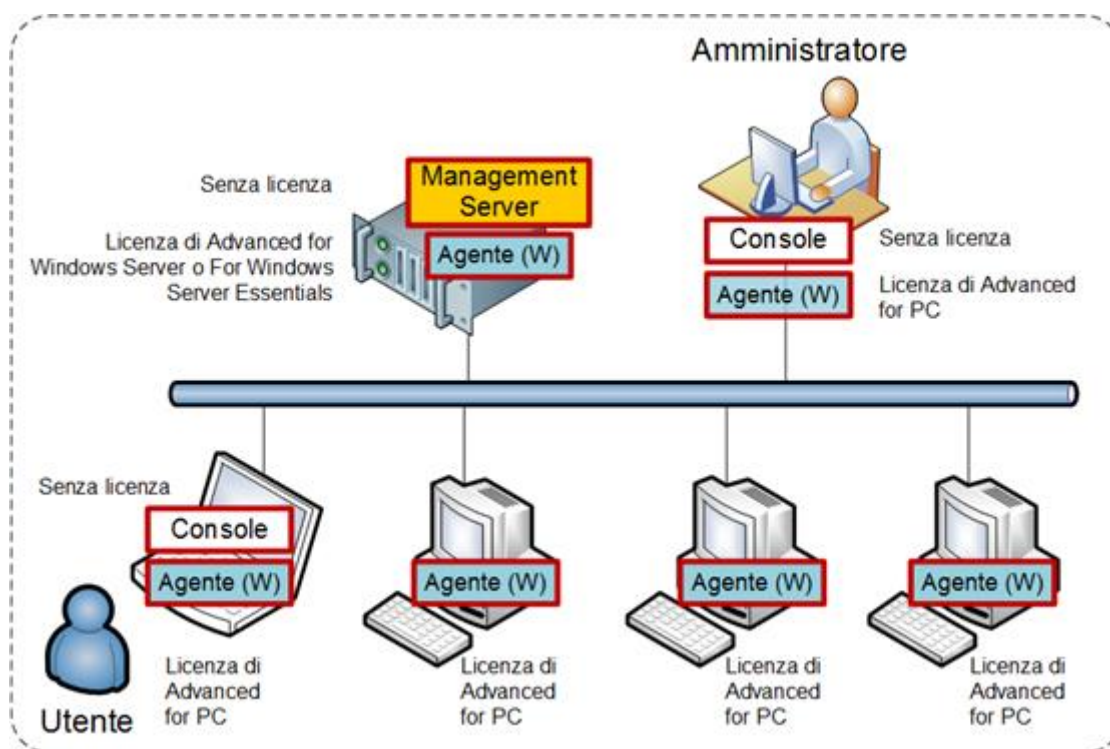 Amministratore
Senza licenza
Management
Server
Licenza di Advanced for
Windows Server o For Windows
Server Essentials
Agente (W)
Console
Senza licenza
Agente (W)
Licenza di Advanced
for PC
Senza licenza
Console
Agente (W)
Agente (W)
Agente (W)
Agente (W)
Utente
Licenza di
Advanced
for PC
Licenza di
Advanced
for PC
Licenza di
Advanced
for PC
Licenza di
Advanced
for PC